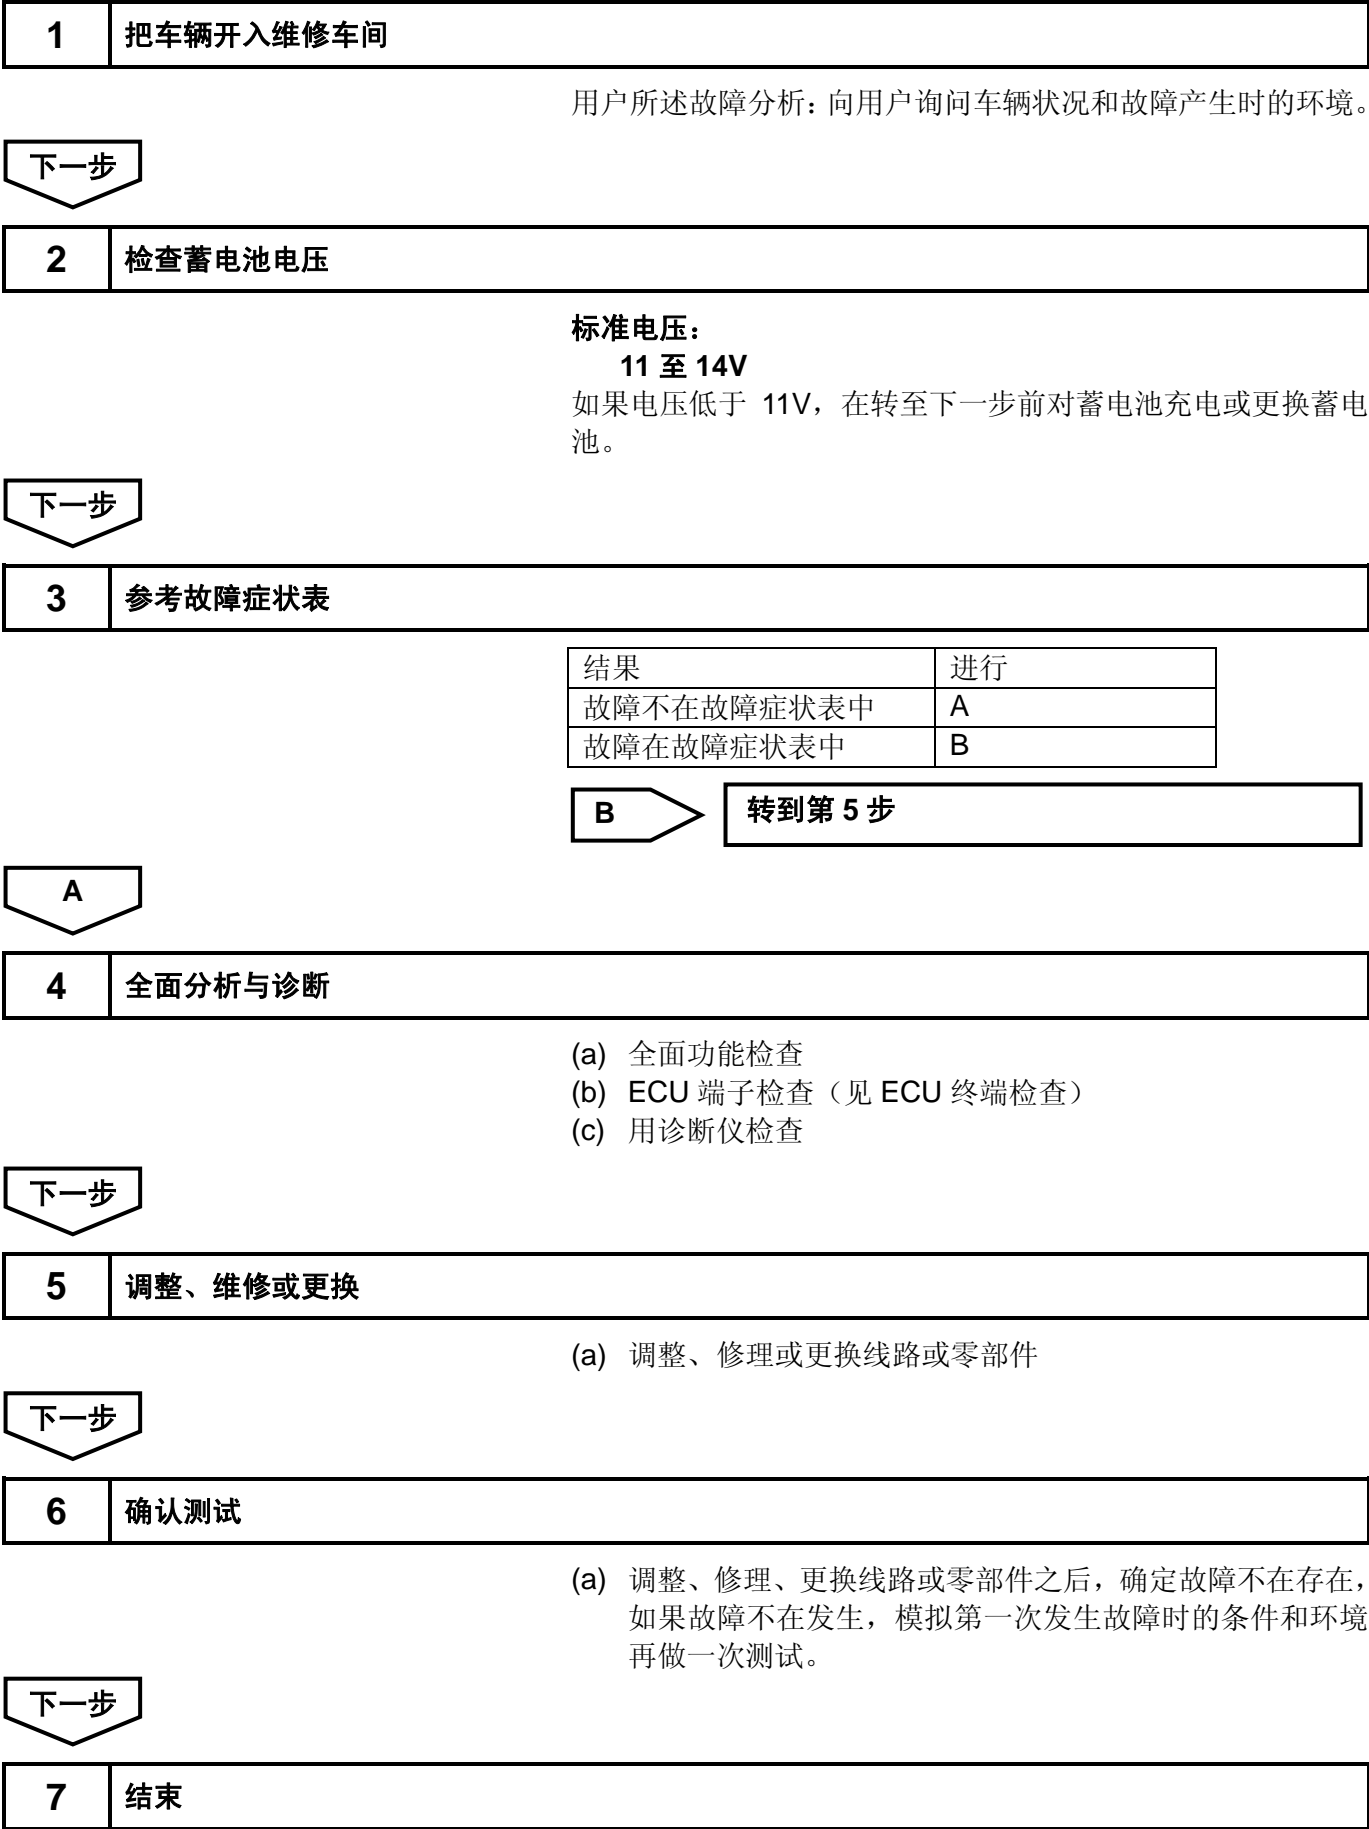 1 把车辆开入维修车间
用户所述故障分析：向用户询问车辆状况和故障产生时的环境。
下一步
2 检查蓄电池电压
标准电压：
11 至 14V
如果电压低于 11V，在转至下一步前对蓄电池充电或更换蓄电
池。
下一步
3 参考故障症状表
结果 进行
故障不在故障症状表中 A
故障在故障症状表中 B
B 转到第 5 步
A
4 全面分析与诊断
(a) 全面功能检查
(b) ECU 端子检查（见 ECU 终端检查）
(c) 用诊断仪检查
下一步
5 调整、维修或更换
(a) 调整、修理或更换线路或零部件
下一步
6 确认测试
(a) 调整、修理、更换线路或零部件之后，确定故障不在存在，
如果故障不在发生，模拟第一次发生故障时的条件和环境
再做一次测试。
下一步
7 结束